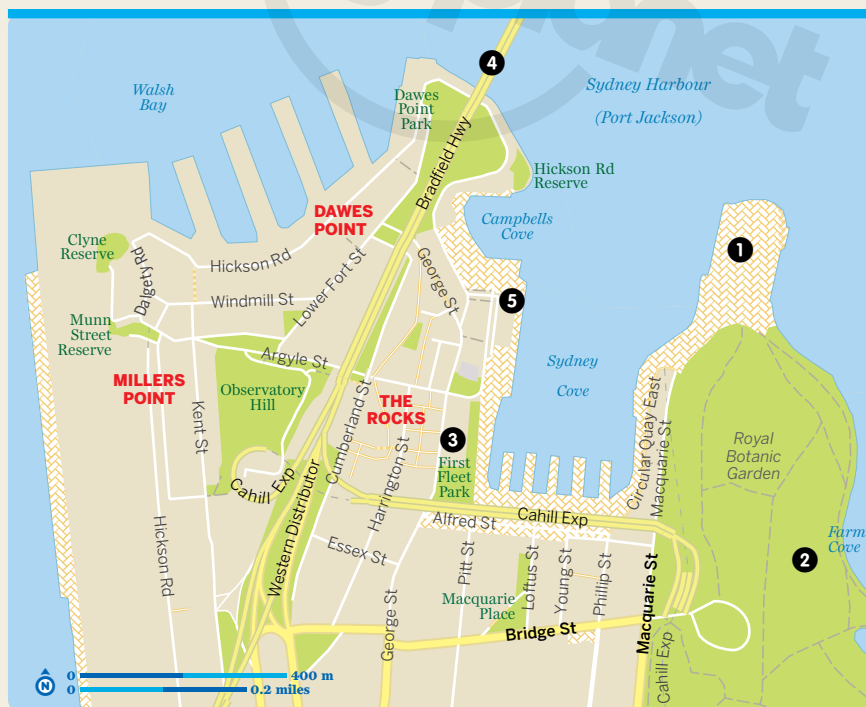 planet
4
Walsh
Bay
Sydney Harbour
(Port Jackson)
Dawes
Point
Park
Bradfield Hwy
Hickson Rd
Reserve
DAWES
POINT
Campbells
Cove
1
Clyne
Reserve
Dalgety Rd
Hickson Rd
Lower Fort St
George St
Windmill St
5
Munn
Street
Reserve
Argyle St
Sydney
Cove
MILLERS
POINT
Observatory
Hill
THE
ROCKS
Kent St
Cumberland St
Circular Quay East
Macquarie St
Royal
Botanic
Garden
3
Harrington St
First
Fleet
Park
Cahill Exp
Western Distributor
Alfred St
Cahill Exp
Hickson Rd
Essex St
Farm
Cove
2
Pitt St
Loftus St
Young St
Phillip St
Macquarie St
George St
Macquarie
Place
Bridge St
Cahill Exp
N
0 400 m
0 0.2 miles